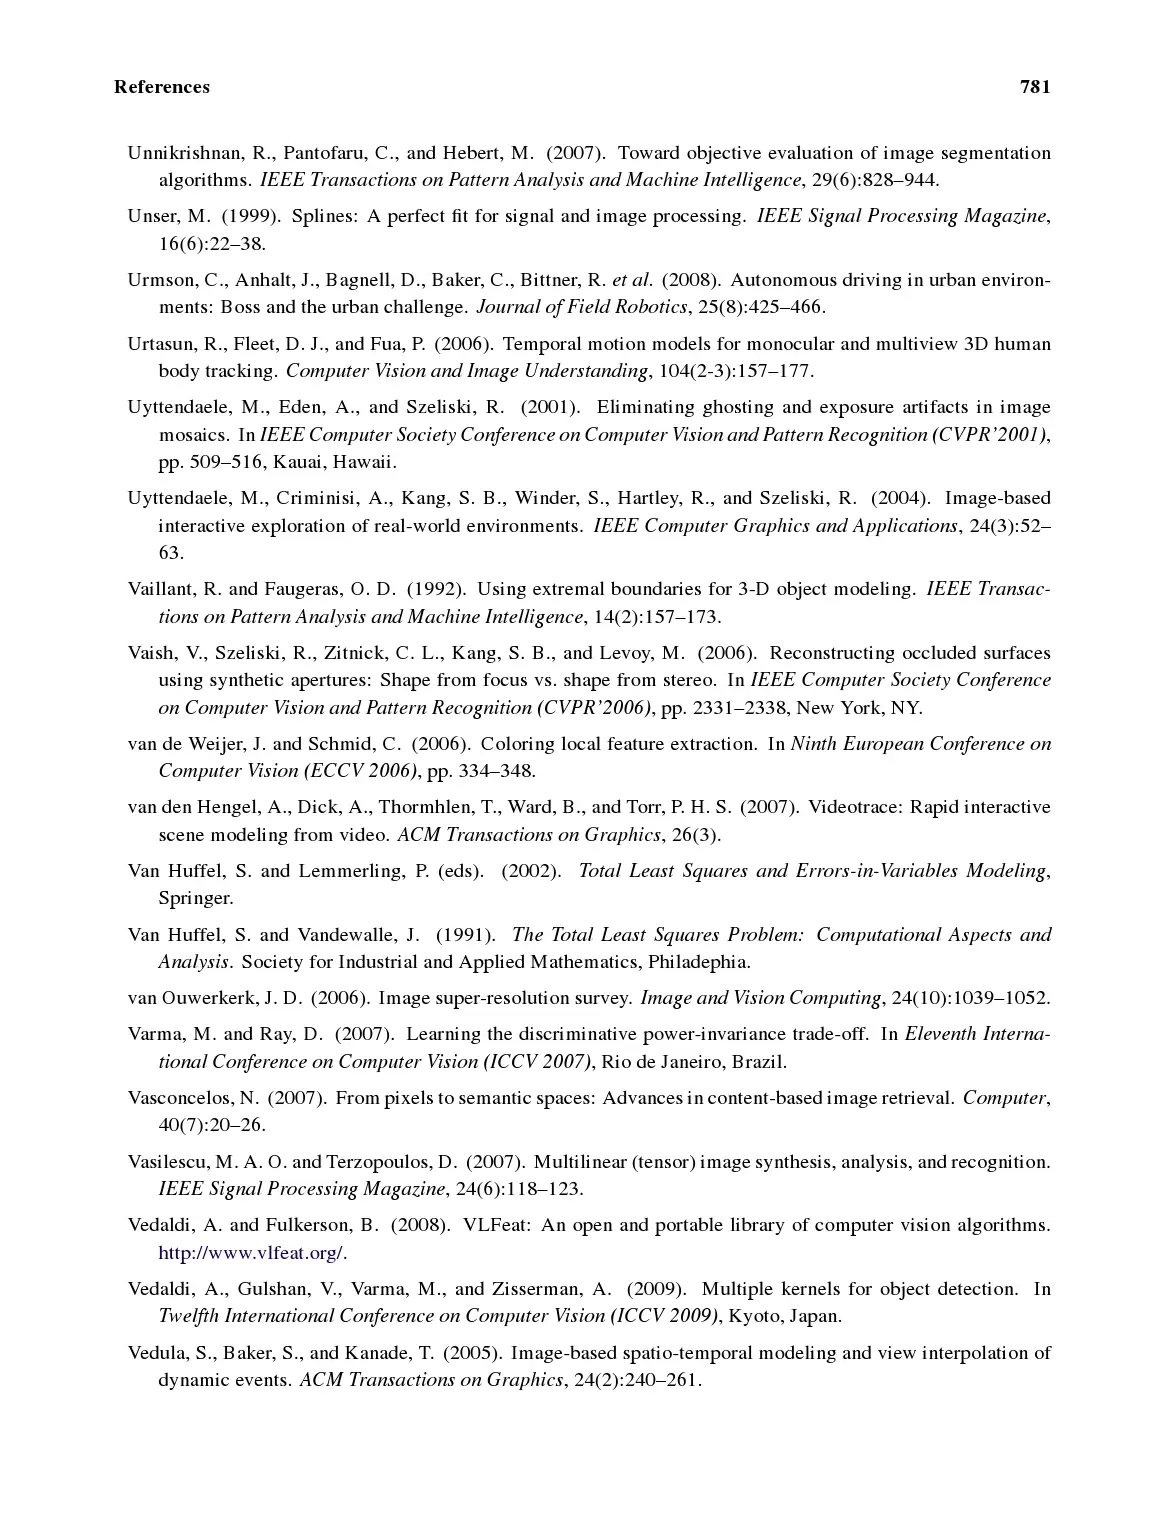 References 781
Unnikrishnan, R., Pantofaru, C., and Hebert, M. (2007). Toward objective evaluation of image segmentation
algorithms. IEEE Transactions on Pattern Analysis and Machine Intelligence, 29(6):828–944.
Unser, M. (1999). Splines: A perfect fit for signal and image processing. IEEE Signal Processing Magazine,
16(6):22–38.
Urmson, C., Anhalt, J., Bagnell, D., Baker, C., Bittner, R. et al. (2008). Autonomous driving in urban environ-
ments: Boss and the urban challenge. Journal of Field Robotics, 25(8):425–466.
Urtasun, R., Fleet, D. J., and Fua, P. (2006). Temporal motion models for monocular and multiview 3D human
body tracking. Computer Vision and Image Understanding, 104(2-3):157–177.
Uyttendaele, M., Eden, A., and Szeliski, R. (2001). Eliminating ghosting and exposure artifacts in image
mosaics. In IEEE Computer Society Conference on Computer Vision and Pattern Recognition (CVPR’2001),
pp. 509–516, Kauai, Hawaii.
Uyttendaele, M., Criminisi, A., Kang, S. B., Winder, S., Hartley, R., and Szeliski, R. (2004). Image-based
interactive exploration of real-world environments. IEEE Computer Graphics and Applications, 24(3):52–
63.
Vaillant, R. and Faugeras, O. D. (1992). Using extremal boundaries for 3-D object modeling. IEEE Transac-
tions on Pattern Analysis and Machine Intelligence, 14(2):157–173.
Vaish, V., Szeliski, R., Zitnick, C. L., Kang, S. B., and Levoy, M. (2006). Reconstructing occluded surfaces
using synthetic apertures: Shape from focus vs. shape from stereo. In IEEE Computer Society Conference
on Computer Vision and Pattern Recognition (CVPR’2006), pp. 2331–2338, New York, NY.
van de Weijer, J. and Schmid, C. (2006). Coloring local feature extraction. In Ninth European Conference on
Computer Vision (ECCV 2006), pp. 334–348.
van den Hengel, A., Dick, A., Thormhlen, T., Ward, B., and Torr, P. H. S. (2007). Videotrace: Rapid interactive
scene modeling from video. ACM Transactions on Graphics, 26(3).
Van Huffel, S. and Lemmerling, P. (eds). (2002). Total Least Squares and Errors-in-Variables Modeling,
Springer.
Van Huffel, S. and Vandewalle, J. (1991). The Total Least Squares Problem: Computational Aspects and
Analysis. Society for Industrial and Applied Mathematics, Philadephia.
van Ouwerkerk, J. D. (2006). Image super-resolution survey. Image and Vision Computing, 24(10):1039–1052.
Varma, M. and Ray, D. (2007). Learning the discriminative power-invariance trade-off. In Eleventh Interna-
tional Conference on Computer Vision (ICCV 2007), Rio de Janeiro, Brazil.
Vasconcelos, N. (2007). From pixels to semantic spaces: Advances in content-based image retrieval. Computer,
40(7):20–26.
Vasilescu, M. A. O. and Terzopoulos, D. (2007). Multilinear (tensor) image synthesis, analysis, and recognition.
IEEE Signal Processing Magazine, 24(6):118–123.
Vedaldi, A. and Fulkerson, B. (2008). VLFeat: An open and portable library of computer vision algorithms.
http://www.vlfeat.org/.
Vedaldi, A., Gulshan, V., Varma, M., and Zisserman, A. (2009). Multiple kernels for object detection. In
Twelfth International Conference on Computer Vision (ICCV 2009), Kyoto, Japan.
Vedula, S., Baker, S., and Kanade, T. (2005). Image-based spatio-temporal modeling and view interpolation of
dynamic events. ACM Transactions on Graphics, 24(2):240–261.